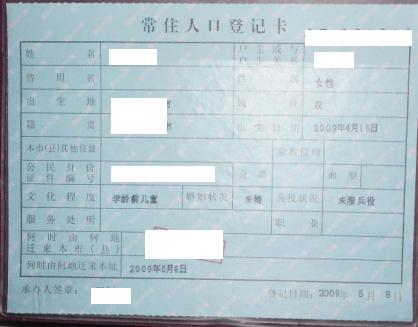 常住人口登记卡
姓名 户主或与户主关系
曾用名 性别 女性
出生地 市 民族 汉
籍贯 市 出生日期 2009年4月18日
本市(县)其他住址 宗教信仰
公民身份证件编号 身高 血型
文化程度 学龄前儿童 婚姻状况 未婚 兵役状况 未服兵役
服务处所 职业
何时由何地迁来本市(县)
何时由何地迁来本址 2009年5月8日
承办人签章: 登记日期:2009年5月8日